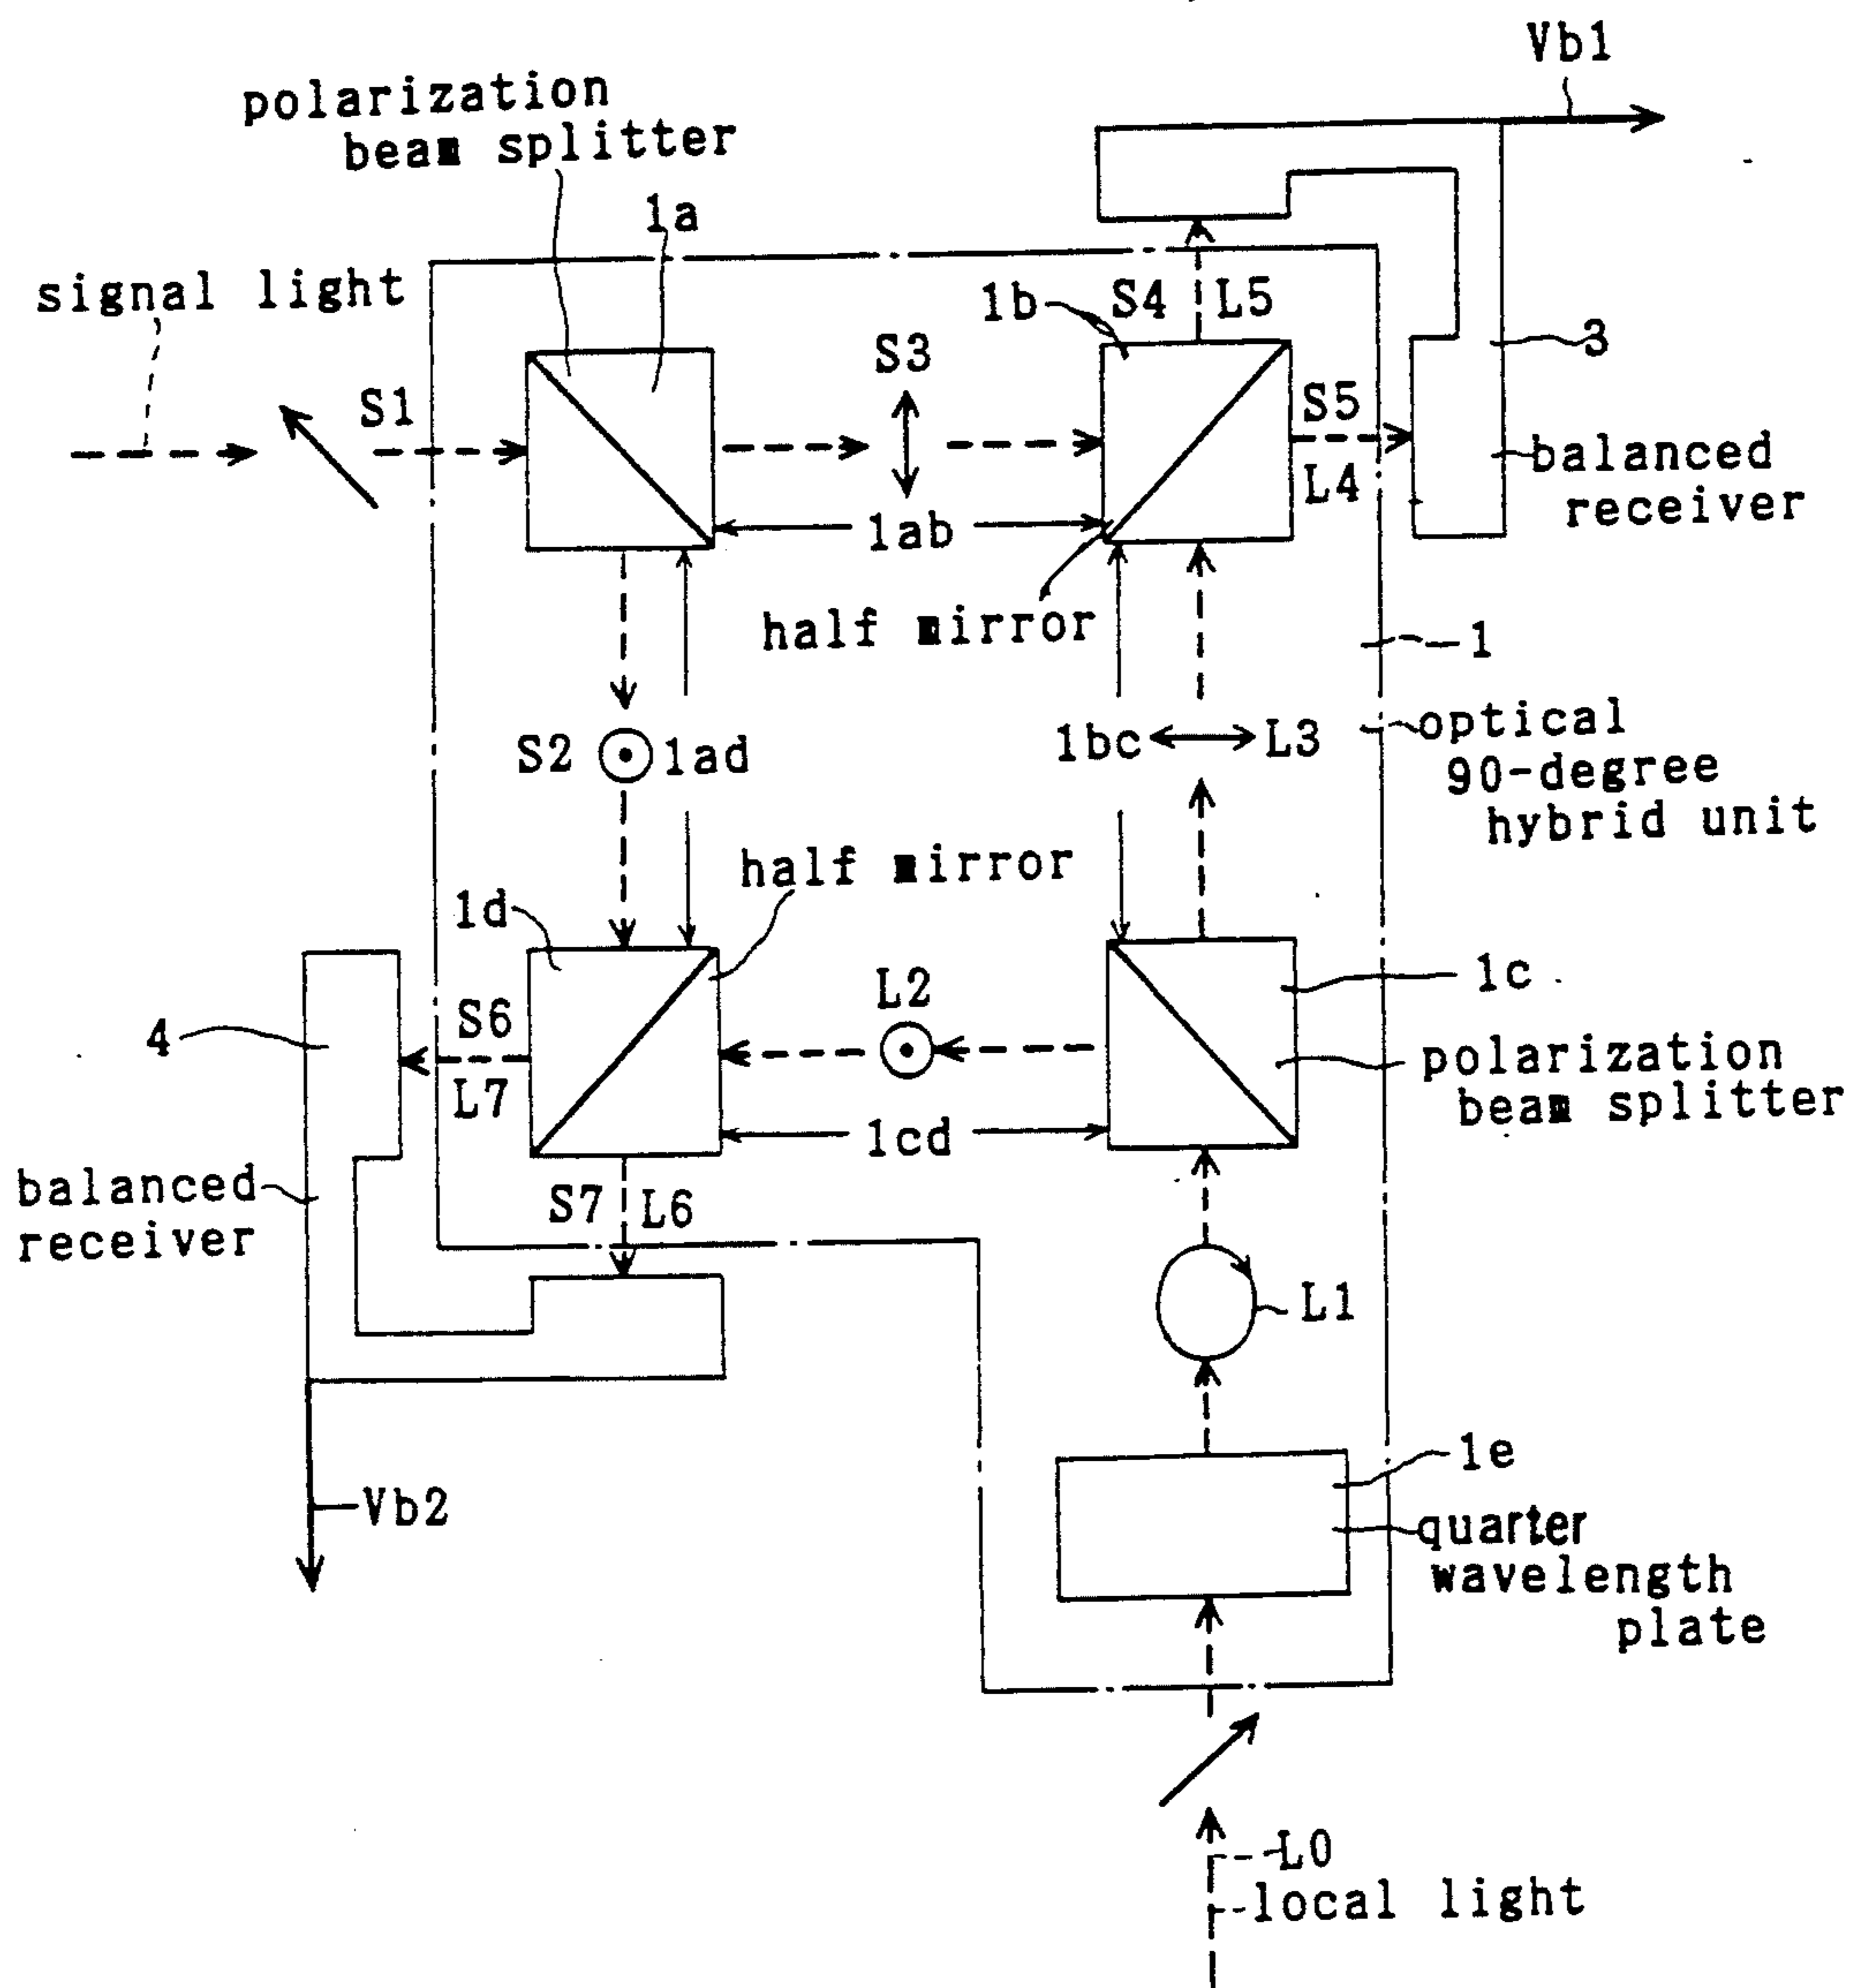 Vb1
polarization
beam splitter
1a
signal light
S1
S3
1b
S4
L5
3
S5
L4
balanced
receiver
1ab
half mirror
1
optical
90-degree
hybrid unit
S2
1ad
1bc
L3
half mirror
1d
L2
1c
4
S6
L7
polarization
beam splitter
1cd
balanced
receiver
S7
L6
L1
1e
quarter
wavelength
plate
Vb2
L0
local light